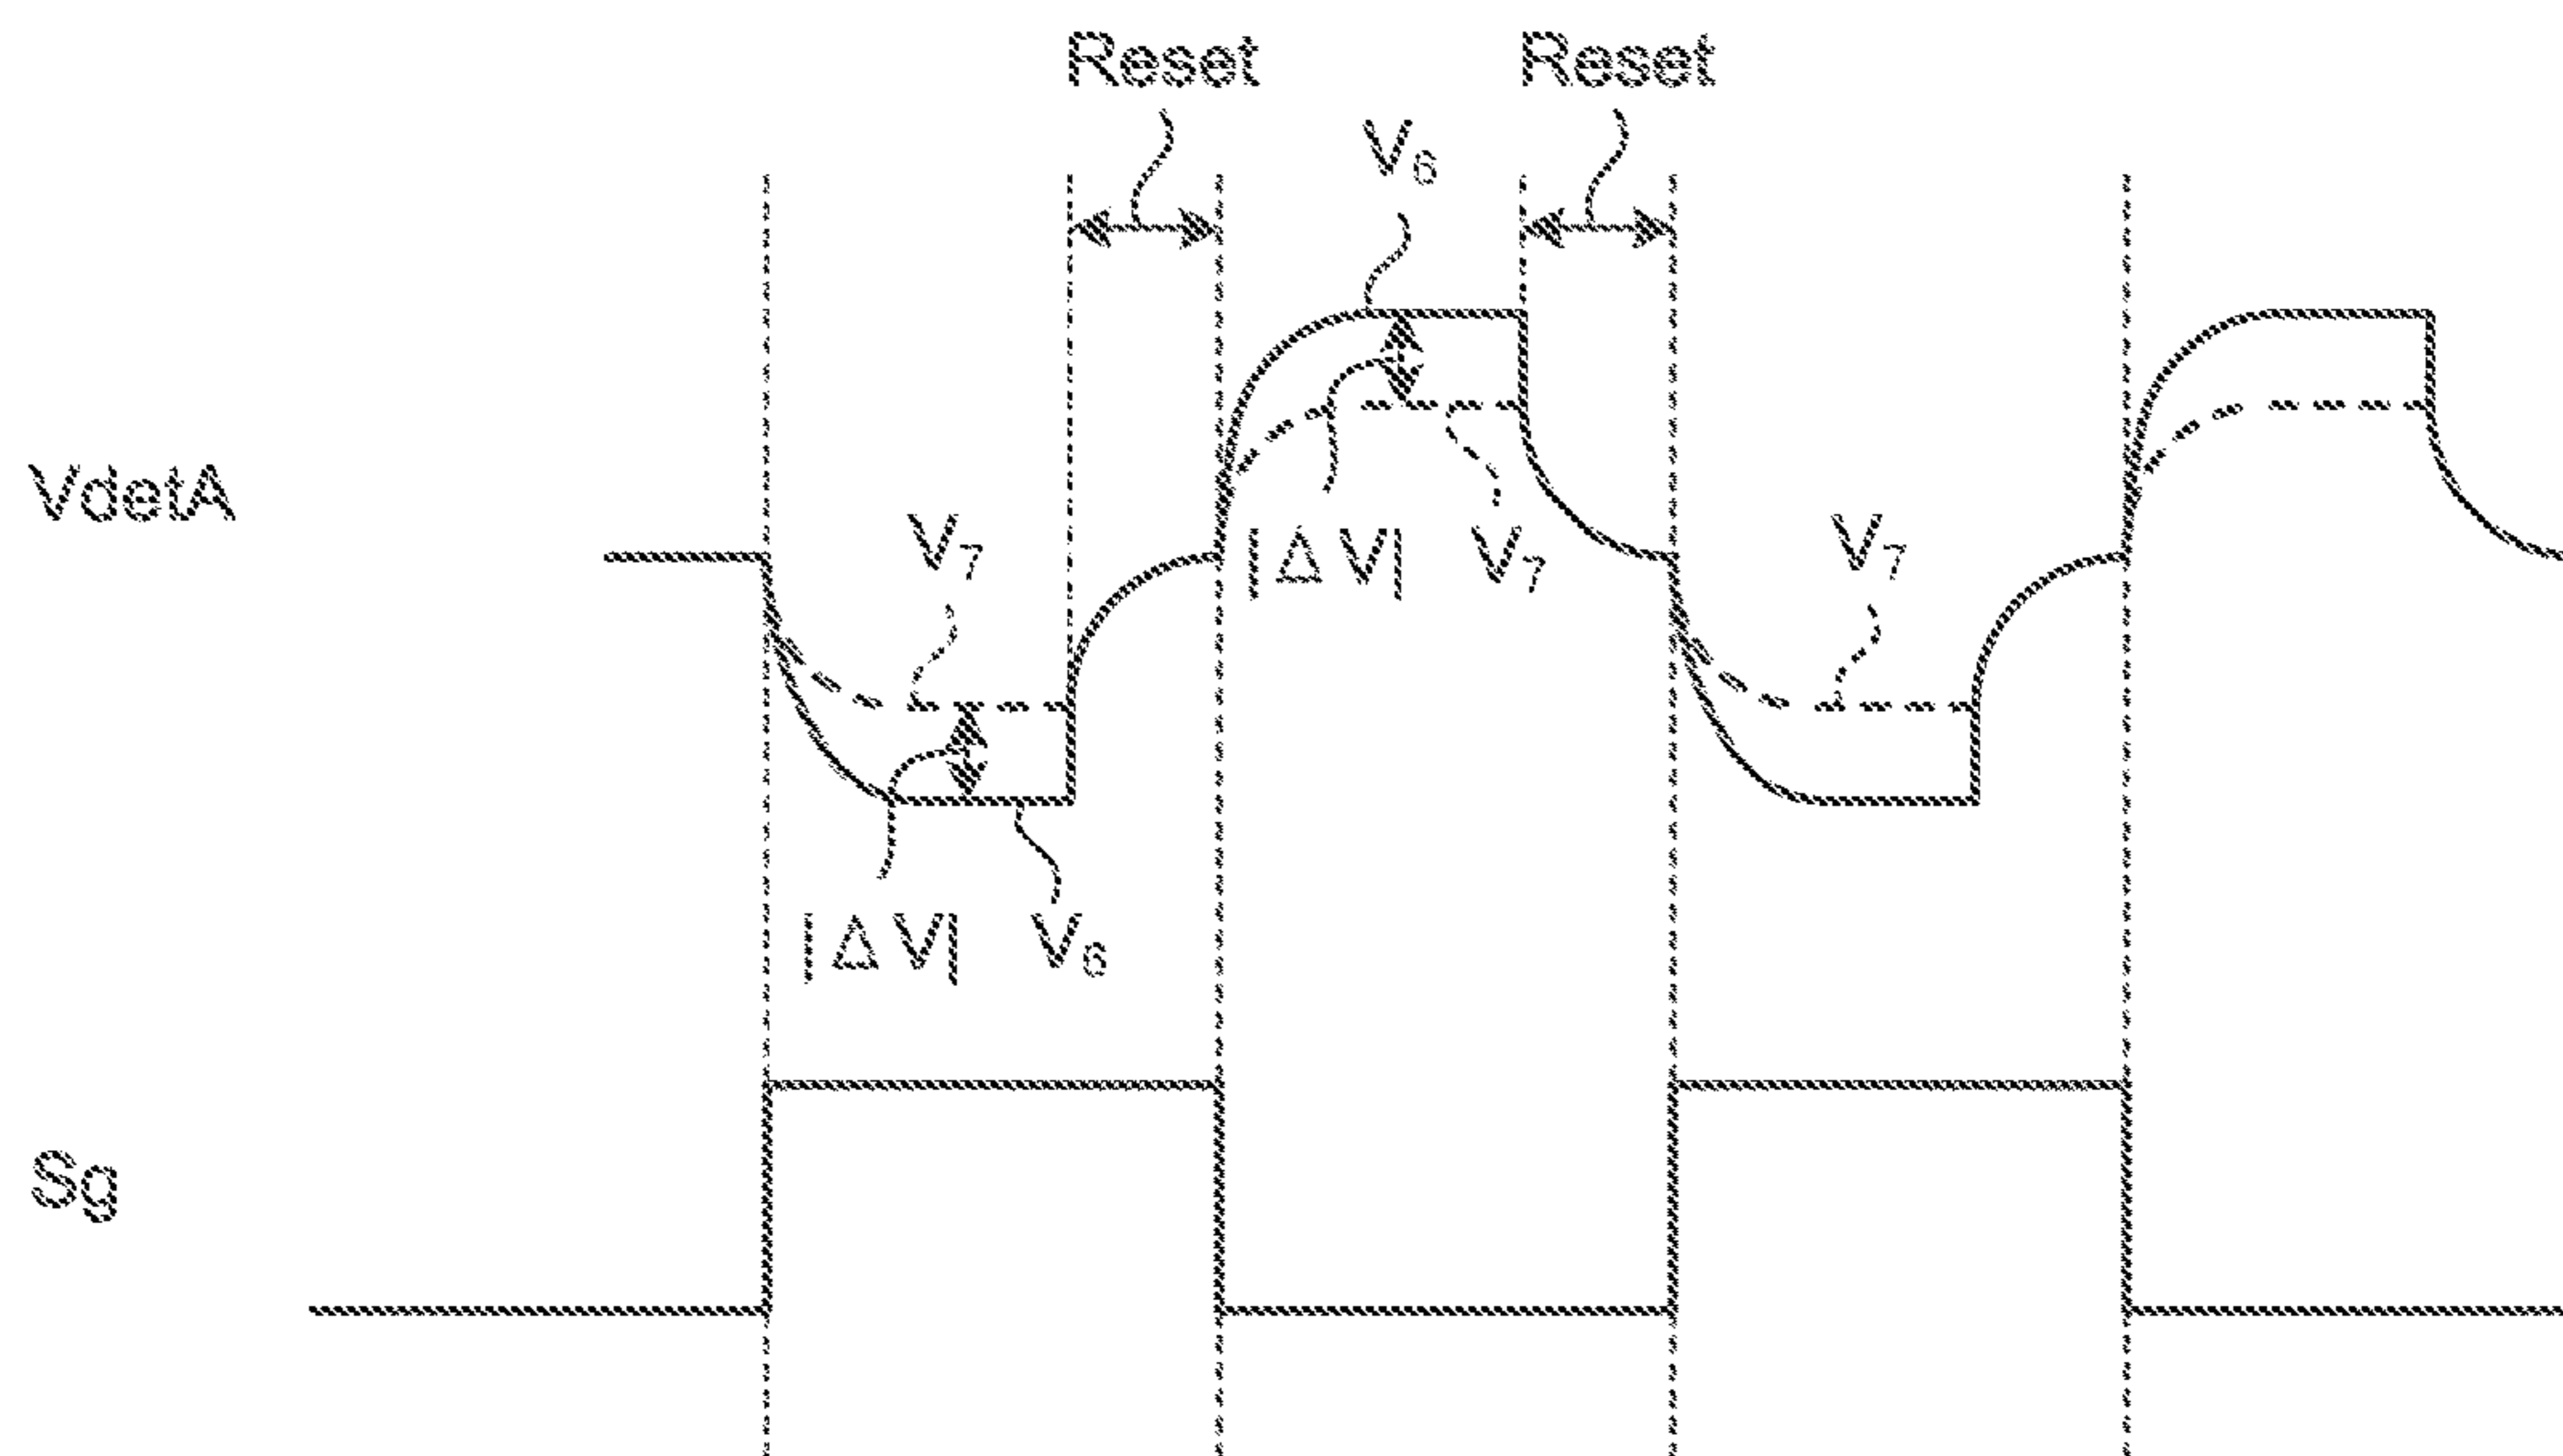 Reset Reset
V₆
VdetA
V₇ |ΔV| V₇ V₇
|ΔV| V₆
Sg